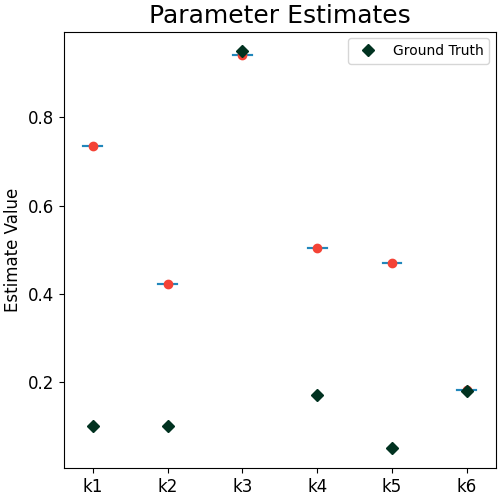 Parameter Estimates
Ground Truth
Estimate Value
0.8
0.6
0.4
0.2
k1 k2 k3 k4 k5 k6